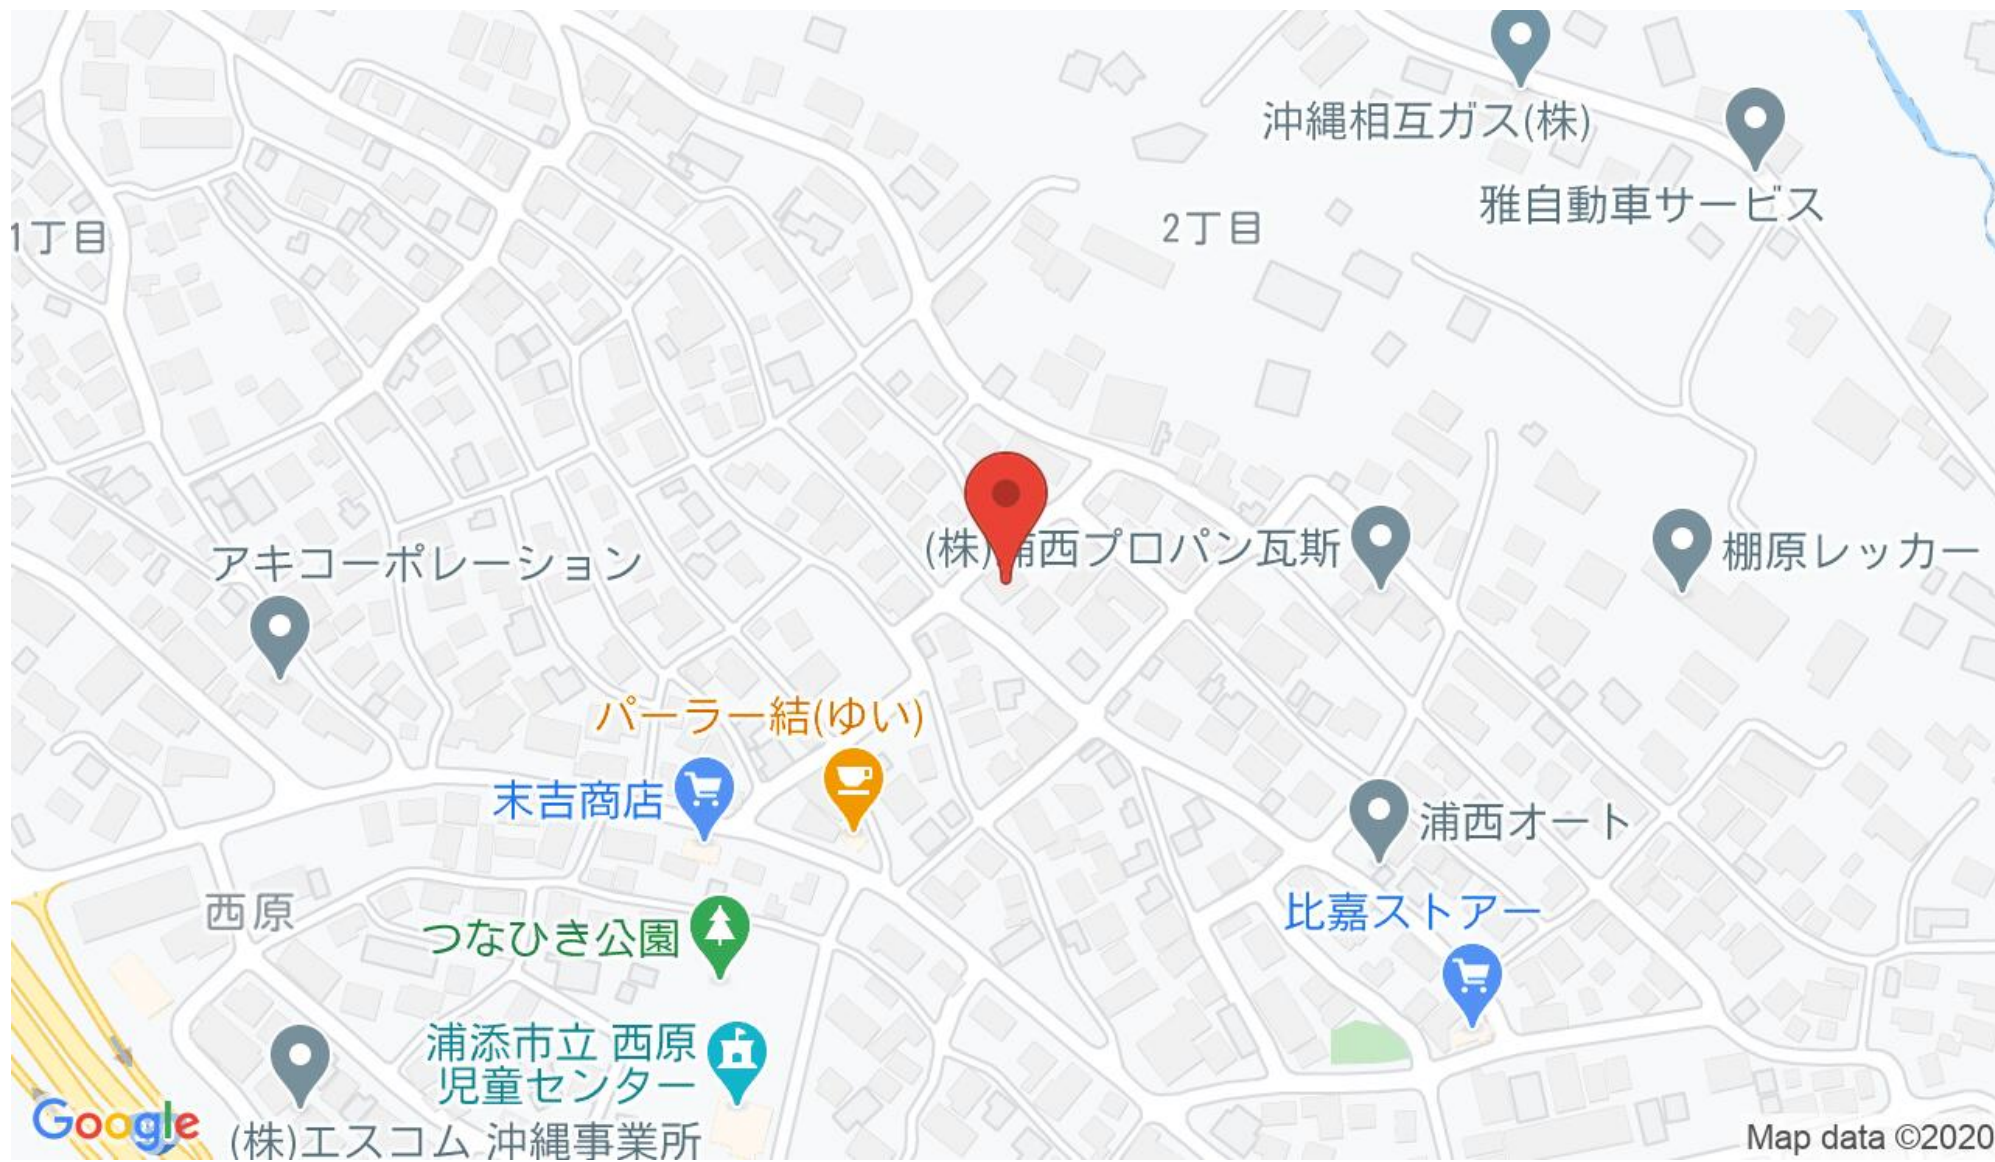 沖縄相互ガス(株)
雅自動車サービス
1丁目
2丁目
(株)浦西プロパン瓦斯
棚原レッカー
アキコーポレーション
パーラー結(ゆい)
末吉商店
浦西オート
西原
比嘉ストアー
つなひき公園
浦添市立 西原
児童センター
Google
(株)エスコム 沖縄事業所
Map data ©2020